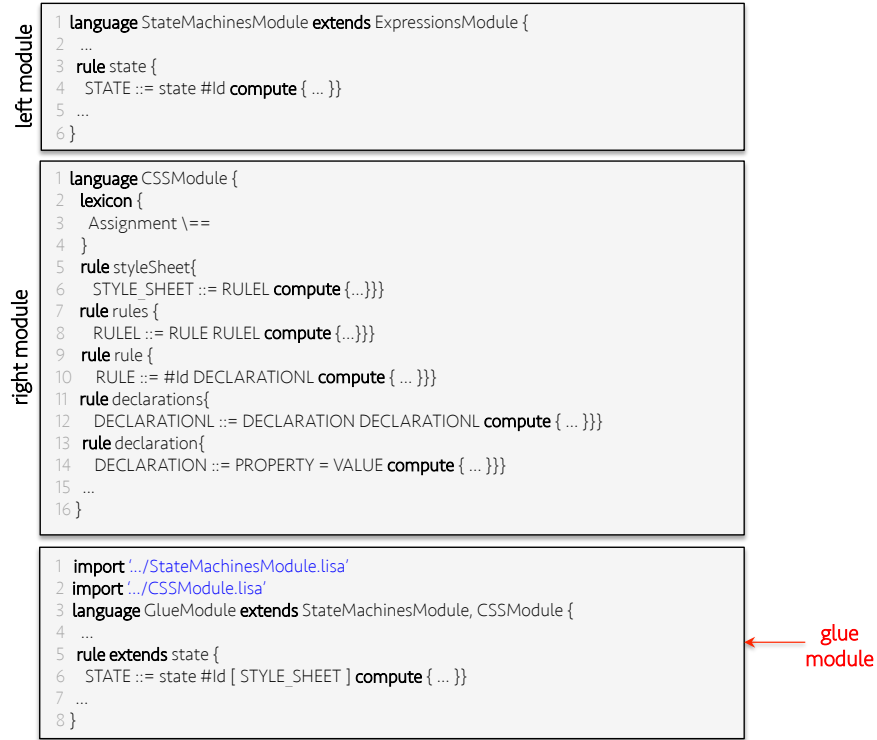 left module
1 language StateMachinesModule extends ExpressionsModule {
2 ...
3 rule state {
4 STATE ::= state #Id compute { ... }}
5 ...
6 }
right module
1 language CSSModule {
2 lexicon {
3 Assignment \==
4 }
5 rule styleSheet{
6 STYLE_SHEET ::= RULEL compute {...}}}
7 rule rules {
8 RULEL ::= RULE RULEL compute {...}}}
9 rule rule {
10 RULE ::= #Id DECLARATIONL compute { ... }}}
11 rule declarations{
12 DECLARATIONL ::= DECLARATION DECLARATIONL compute { ... }}}
13 rule declaration{
14 DECLARATION ::= PROPERTY = VALUE compute { ... }}}
15 ...
16 }
1 import '.../StateMachinesModule.lisa'
2 import '.../CSSModule.lisa'
3 language GlueModule extends StateMachinesModule, CSSModule {
4 ...
5 rule extends state {
6 STATE ::= state #Id [ STYLE_SHEET ] compute { ... }}
7 ...
8 }
glue
module